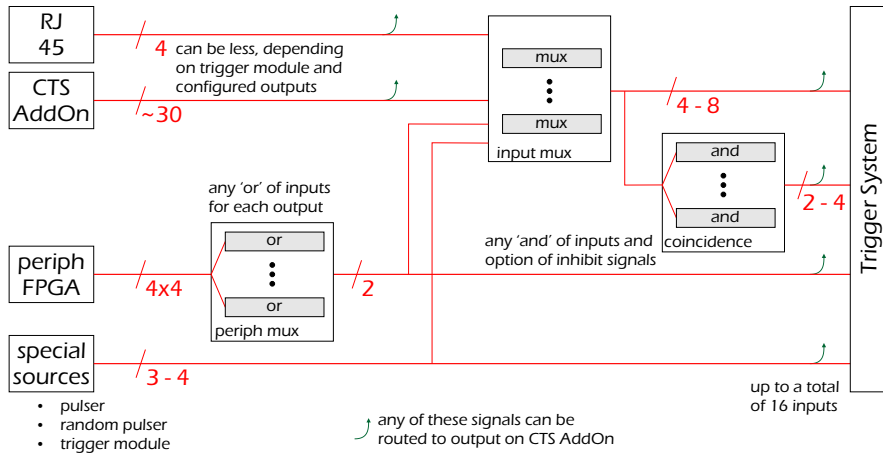 RJ
45
4
can be less, depending
on trigger module and
configured outputs
CTS
AddOn
~30
mux
mux
input mux
4 - 8
and
and
coincidence
2 - 4
Trigger System
any 'or' of inputs
for each output
or
or
periph mux
periph
FPGA
4x4
2
any 'and' of inputs and
option of inhibit signals
special
sources
3 - 4
• pulser
• random pulser
• trigger module
any of these signals can be
routed to output on CTS AddOn
up to a total
of 16 inputs